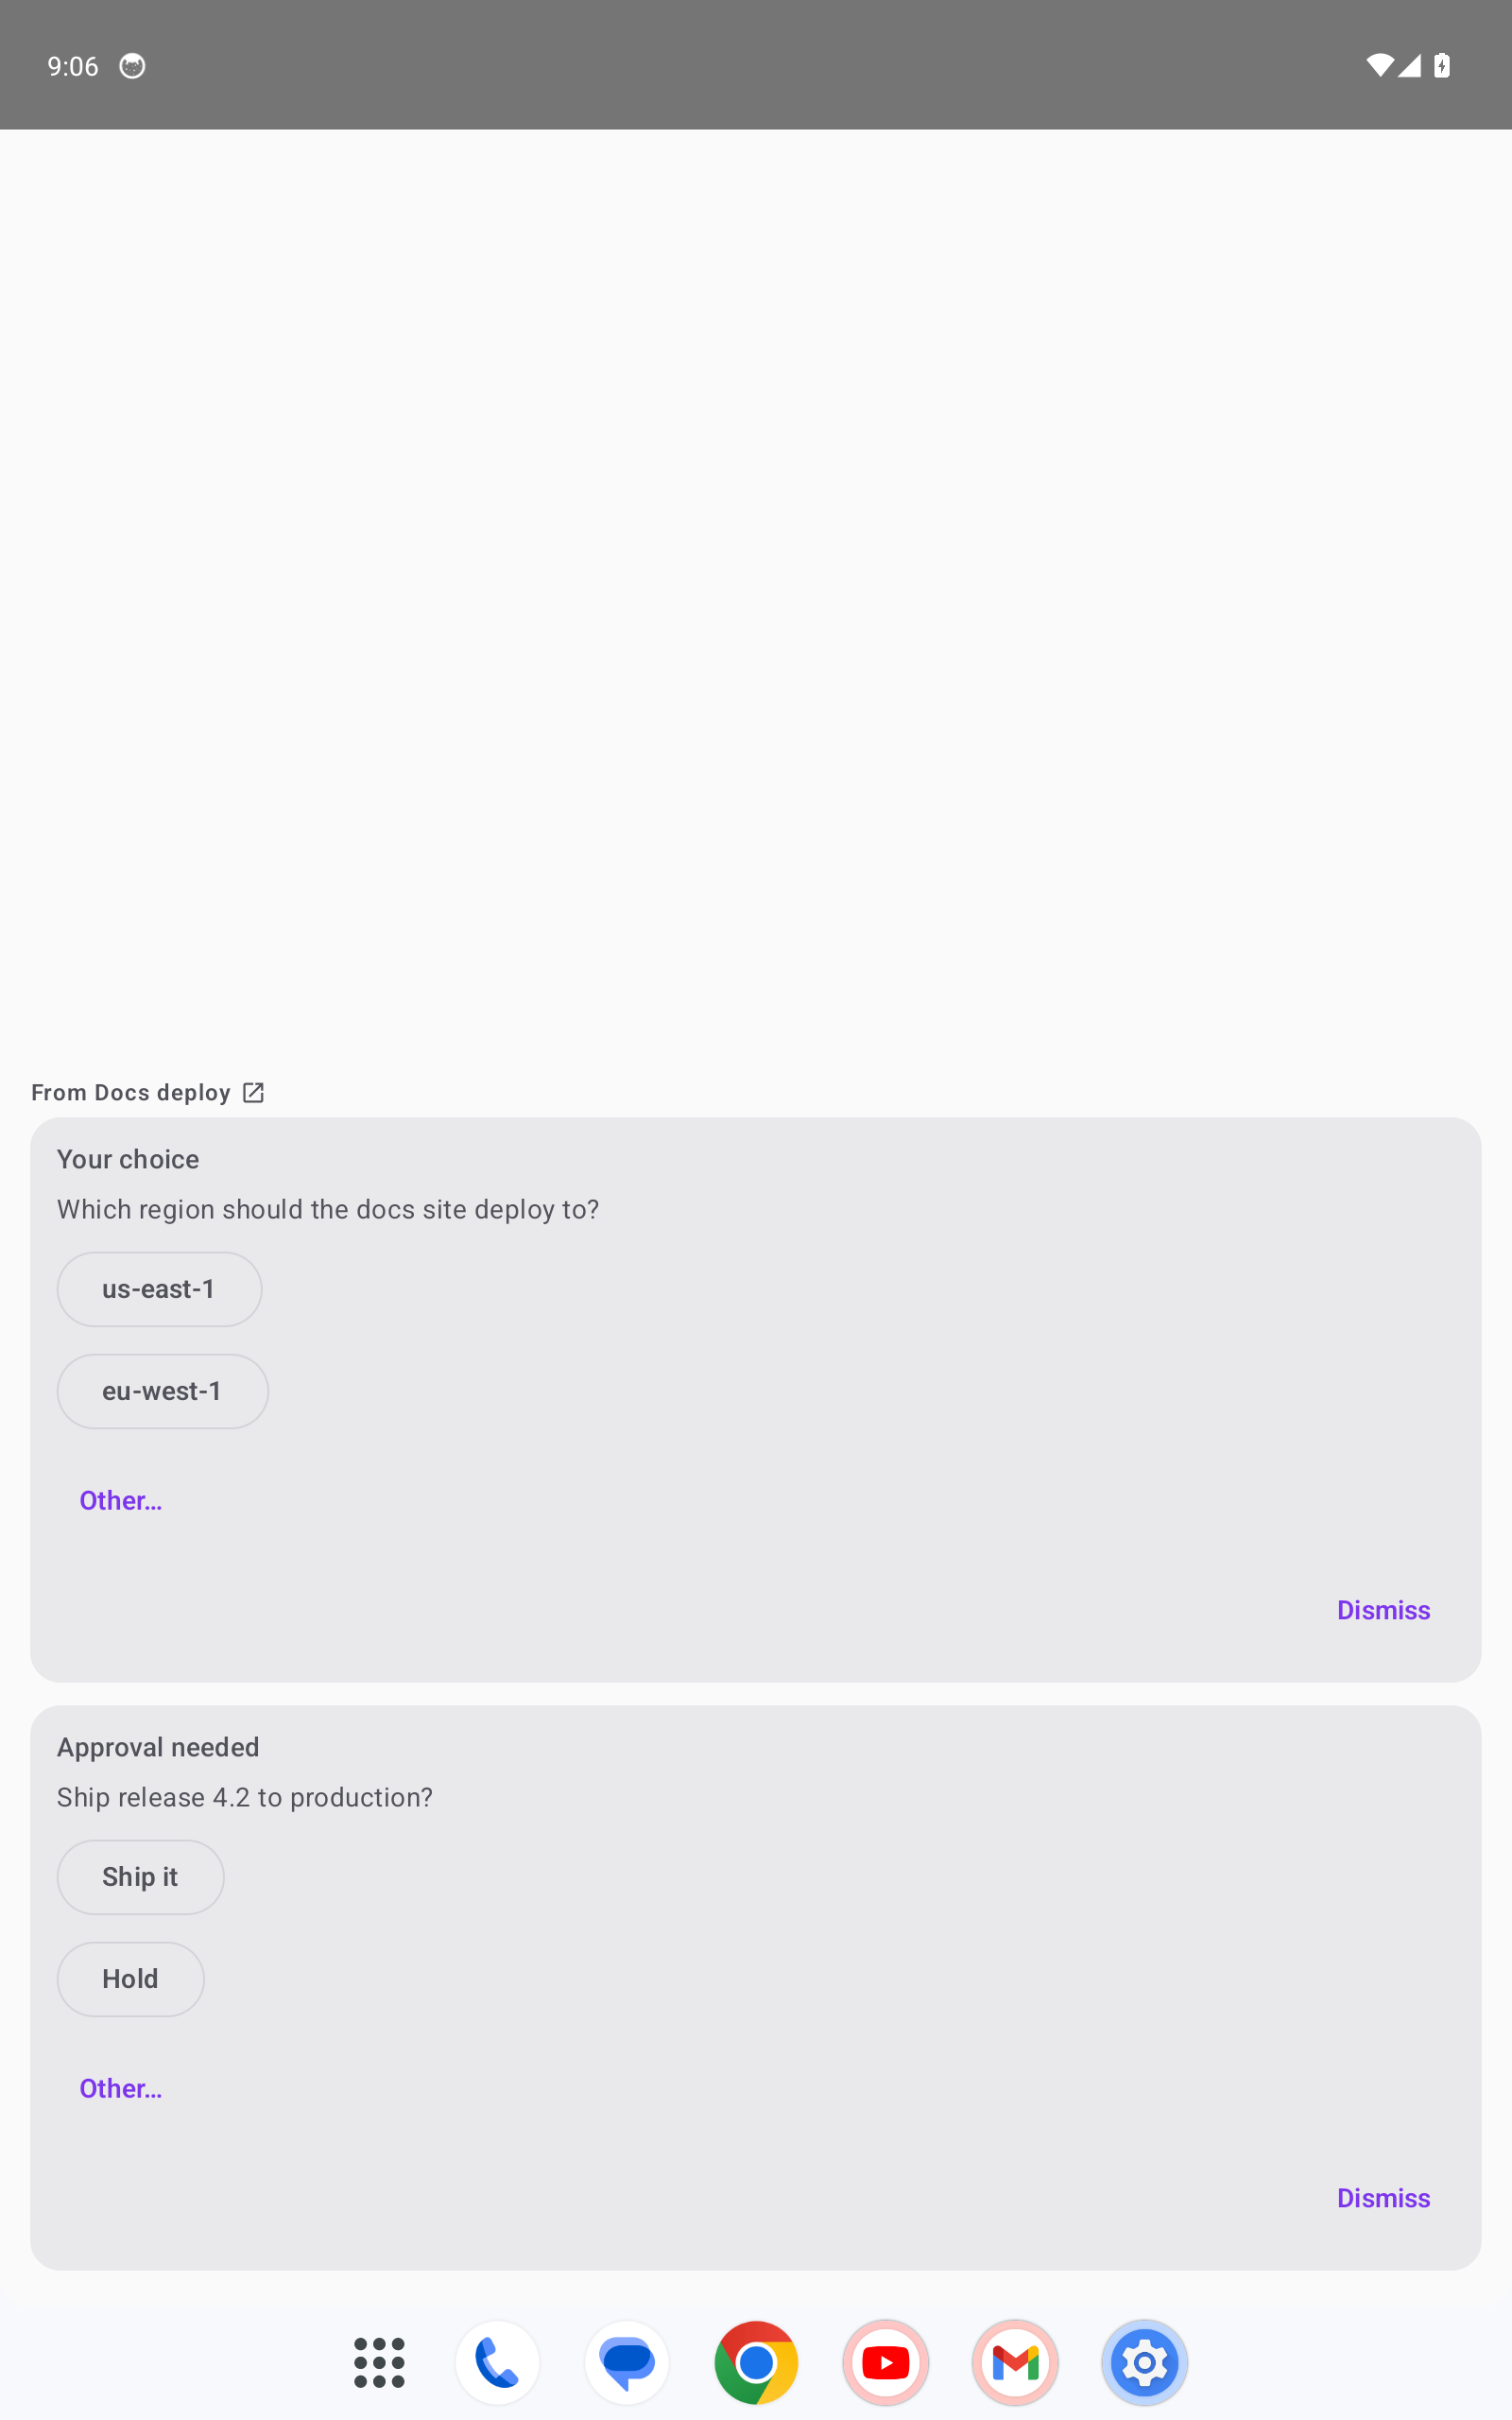 9:06
From Docs deploy
Your choice
Which region should the docs site deploy to?
us-east-1
eu-west-1
Other…
Dismiss
Approval needed
Ship release 4.2 to production?
Ship it
Hold
Other…
Dismiss